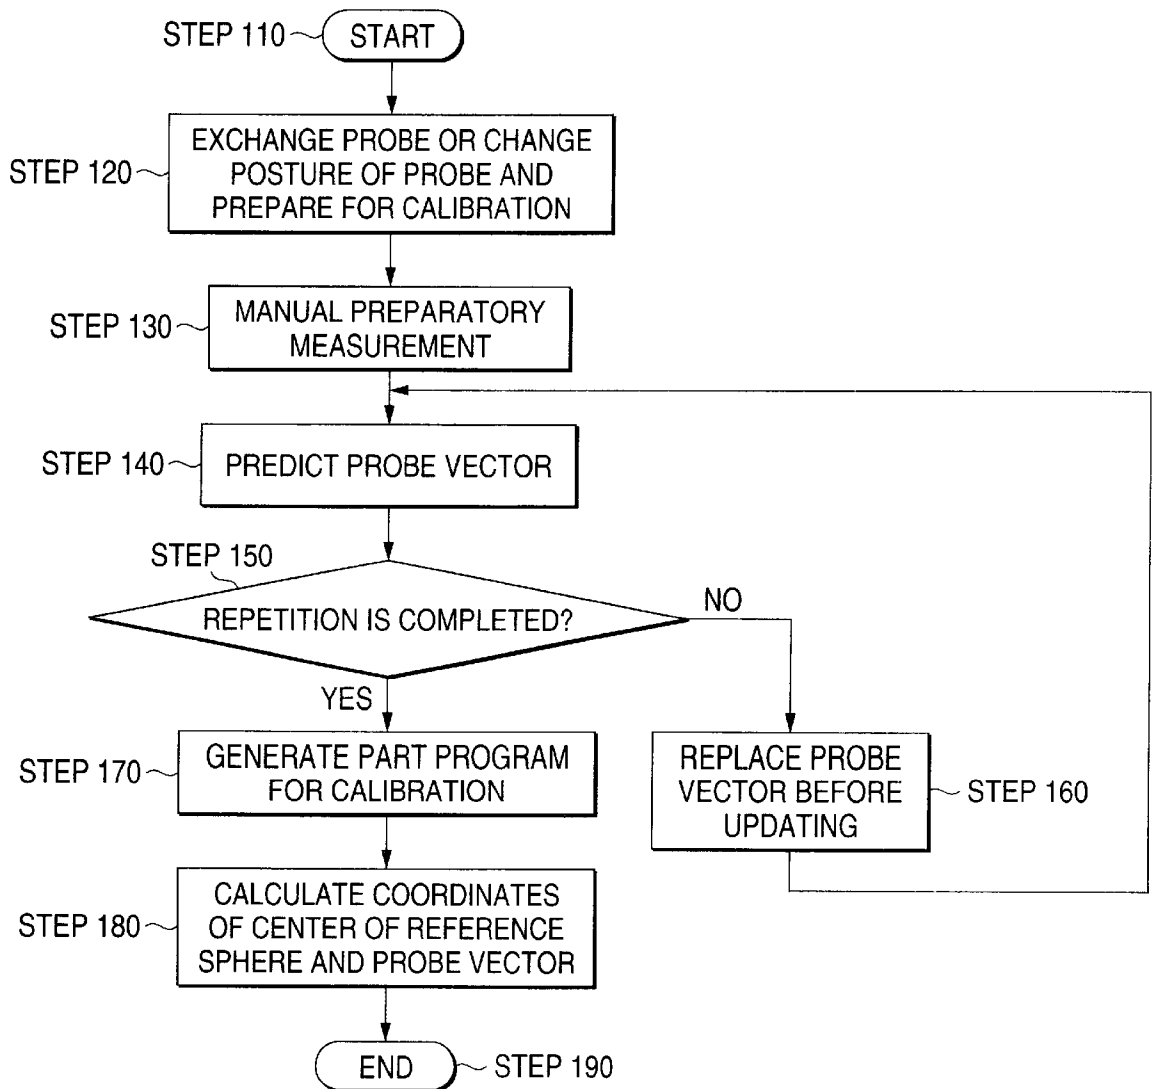 STEP 110
START
STEP 120
EXCHANGE PROBE OR CHANGE
POSTURE OF PROBE AND
PREPARE FOR CALIBRATION
STEP 130
MANUAL PREPARATORY
MEASUREMENT
STEP 140
PREDICT PROBE VECTOR
STEP 150
REPETITION IS COMPLETED?
NO
YES
STEP 170
GENERATE PART PROGRAM
FOR CALIBRATION
REPLACE PROBE
VECTOR BEFORE
UPDATING
STEP 160
STEP 180
CALCULATE COORDINATES
OF CENTER OF REFERENCE
SPHERE AND PROBE VECTOR
END
STEP 190